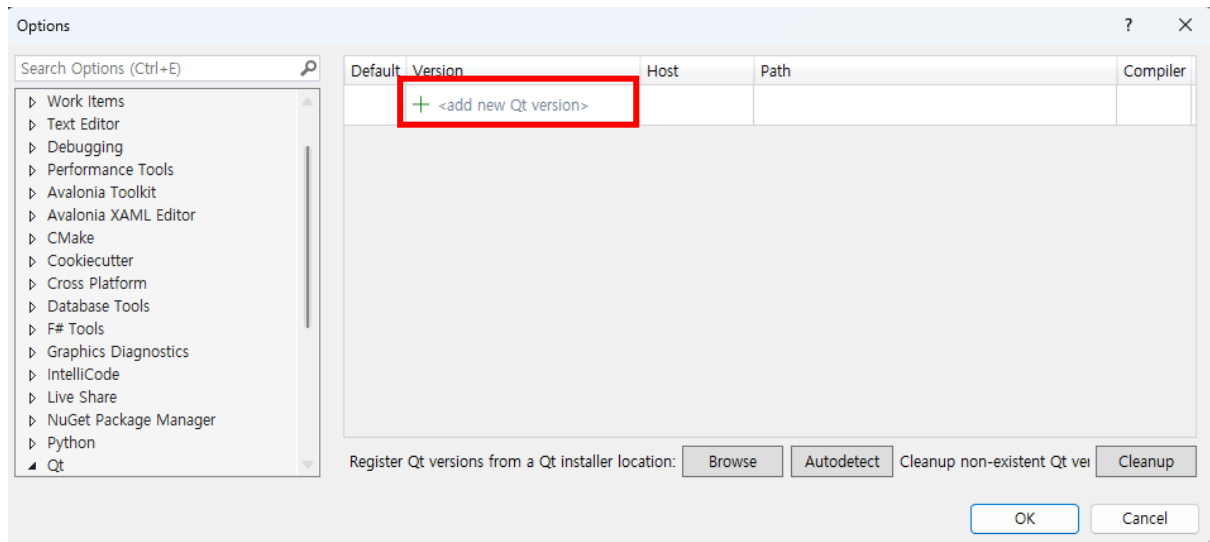 Options
?
Search Options (Ctrl+E)
Work Items
Text Editor
Debugging
Performance Tools
Avalonia Toolkit
Avalonia XAML Editor
CMake
Cookiecutter
Cross Platform
Database Tools
F# Tools
Graphics Diagnostics
IntelliCode
Live Share
NuGet Package Manager
Python
Qt
Default Version Host Path Compiler
<add new Qt version>
Register Qt versions from a Qt installer location: Browse Autodetect Cleanup non-existent Qt ver Cleanup
OK Cancel